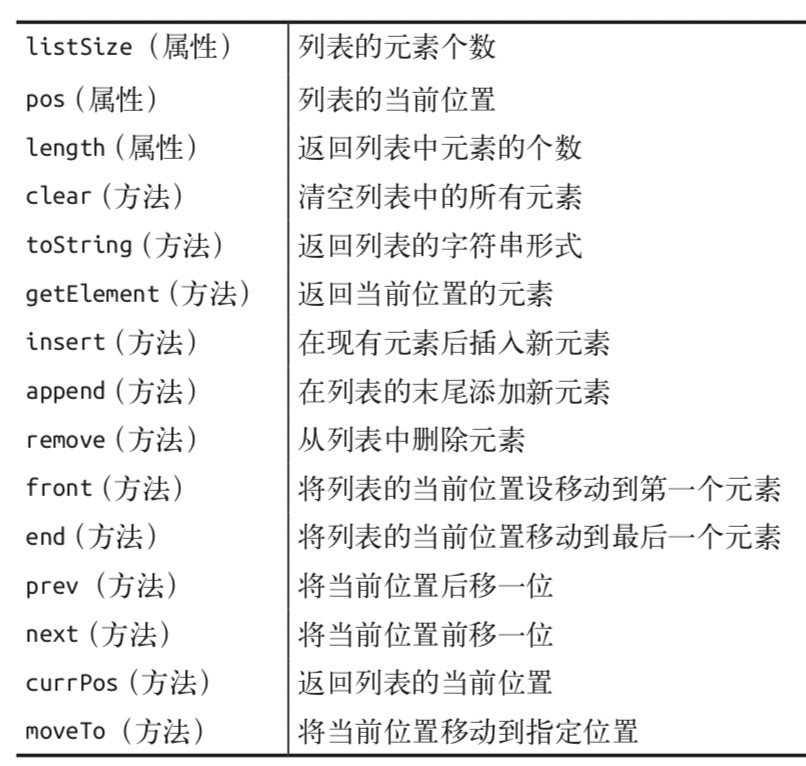 listSize（属性） 列表的元素个数
pos（属性） 列表的当前位置
length（属性） 返回列表中元素的个数
clear（方法） 清空列表中的所有元素
toString（方法） 返回列表的字符串形式
getElement（方法） 返回当前位置的元素
insert（方法） 在现有元素后插入新元素
append（方法） 在列表的末尾添加新元素
remove（方法） 从列表中删除元素
front（方法） 将列表的当前位置设移动到第一个元素
end（方法） 将列表的当前位置移动到最后一个元素
prev（方法） 将当前位置后移一位
next（方法） 将当前位置前移一位
currPos（方法） 返回列表的当前位置
moveTo（方法） 将当前位置移动到指定位置